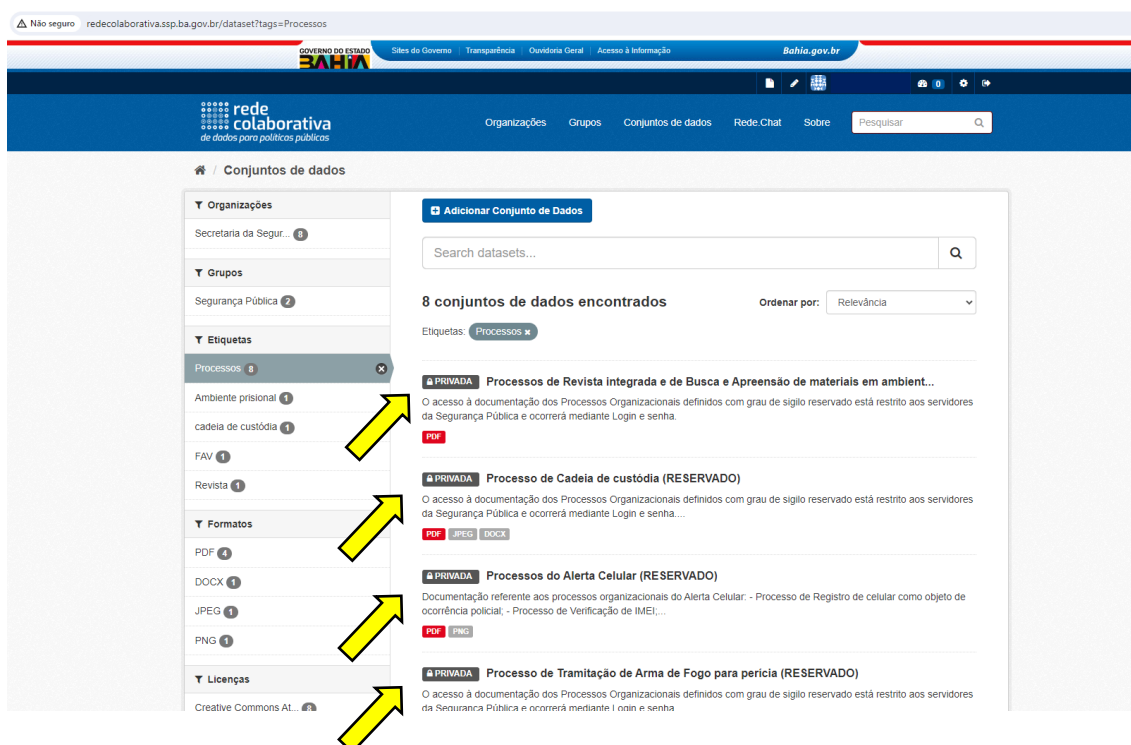 Não seguro redecolaborativa.ssp.ba.gov.br/dataset?tags=Processos
GOVERNO DO ESTADO
BAHIA
Sites do Governo Transparência Ouvidoria Geral Acesso à Informação Bahia.gov.br
0
rede
colaborativa
de dados para políticas públicas
Organizações Grupos Conjuntos de dados Rede.Chat Sobre Pesquisar
/ Conjuntos de dados
Organizações
Secretaria da Segur... 8
Grupos
Segurança Pública 2
Etiquetas
Processos 8
Ambiente prisional 1
cadeia de custódia 1
FAV 1
Revista 1
Formatos
PDF 4
DOCX 1
JPEG 1
PNG 1
Licenças
Creative Commons At... 8
Adicionar Conjunto de Dados
Search datasets...
8 conjuntos de dados encontrados Ordenar por: Relevância
Etiquetas: Processos ×
PRIVADA Processos de Revista integrada e de Busca e Apreensão de materiais em ambient...
O acesso à documentação dos Processos Organizacionais definidos com grau de sigilo reservado está restrito aos servidores
da Segurança Pública e ocorrerá mediante Login e senha.
PDF
PRIVADA Processo de Cadeia de custódia (RESERVADO)
O acesso à documentação dos Processos Organizacionais definidos com grau de sigilo reservado está restrito aos servidores
da Segurança Pública e ocorrerá mediante Login e senha....
PDF JPEG DOCX
PRIVADA Processos do Alerta Celular (RESERVADO)
Documentação referente aos processos organizacionais do Alerta Celular: - Processo de Registro de celular como objeto de
ocorrência policial; - Processo de Verificação de IMEI;...
PDF PNG
PRIVADA Processo de Tramitação de Arma de Fogo para perícia (RESERVADO)
O acesso à documentação dos Processos Organizacionais definidos com grau de sigilo reservado está restrito aos servidores
da Segurança Pública e ocorrerá mediante Login e senha